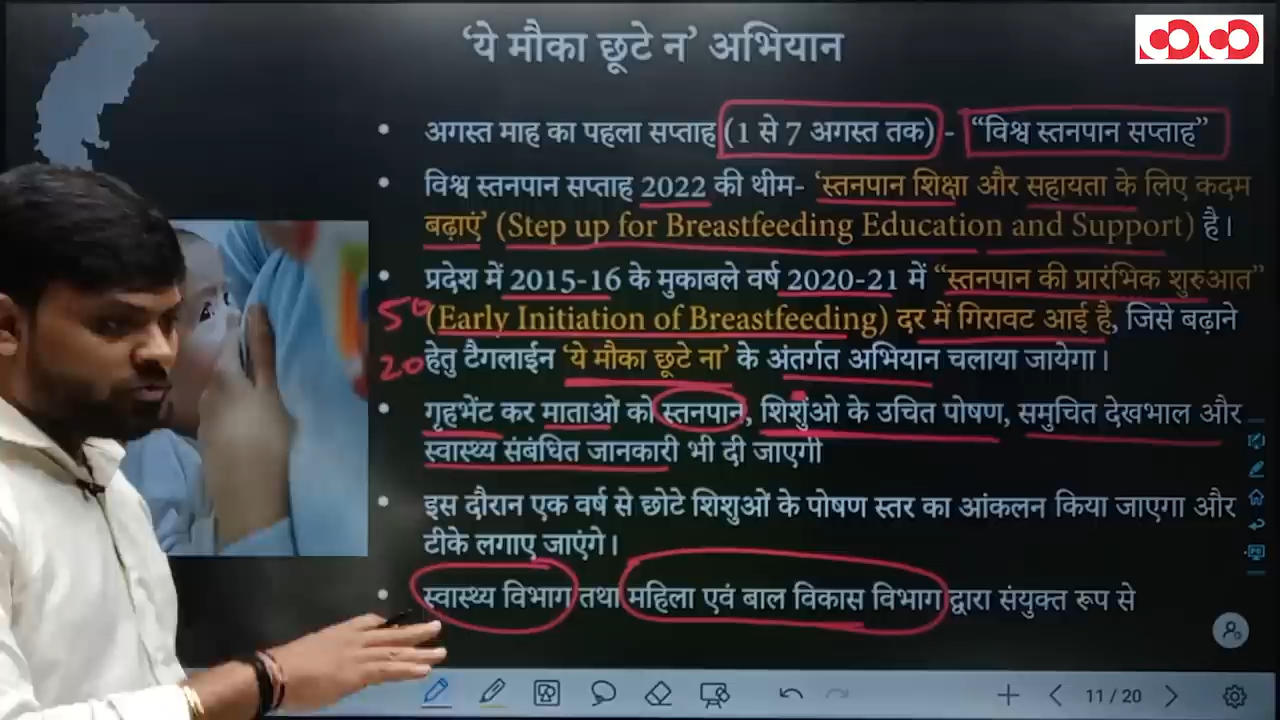 ‘ये मौका छूटे न’ अभियान
• अगस्त माह का पहला सप्ताह (1 से 7 अगस्त तक) - “विश्व स्तनपान सप्ताह”
• विश्व स्तनपान सप्ताह 2022 की थीम- ‘स्तनपान शिक्षा और सहायता के लिए कदम
बढ़ाएं’ (Step up for Breastfeeding Education and Support) है।
• प्रदेश में 2015-16 के मुकाबले वर्ष 2020-21 में “स्तनपान की प्रारंभिक शुरुआत”
50
(Early Initiation of Breastfeeding) दर में गिरावट आई है, जिसे बढ़ाने
20
हेतु टैगलाईन ‘ये मौका छूटे ना’ के अंतर्गत अभियान चलाया जायेगा।
• गृहभेंट कर माताओं को स्तनपान, शिशुंओ के उचित पोषण, समुचित देखभाल और
स्वास्थ्य संबंधित जानकारी भी दी जाएगी
• इस दौरान एक वर्ष से छोटे शिशुओं के पोषण स्तर का आंकलन किया जाएगा और
टीके लगाए जाएंगे।
• स्वास्थ्य विभाग तथा महिला एवं बाल विकास विभाग द्वारा संयुक्त रूप से
11 / 20